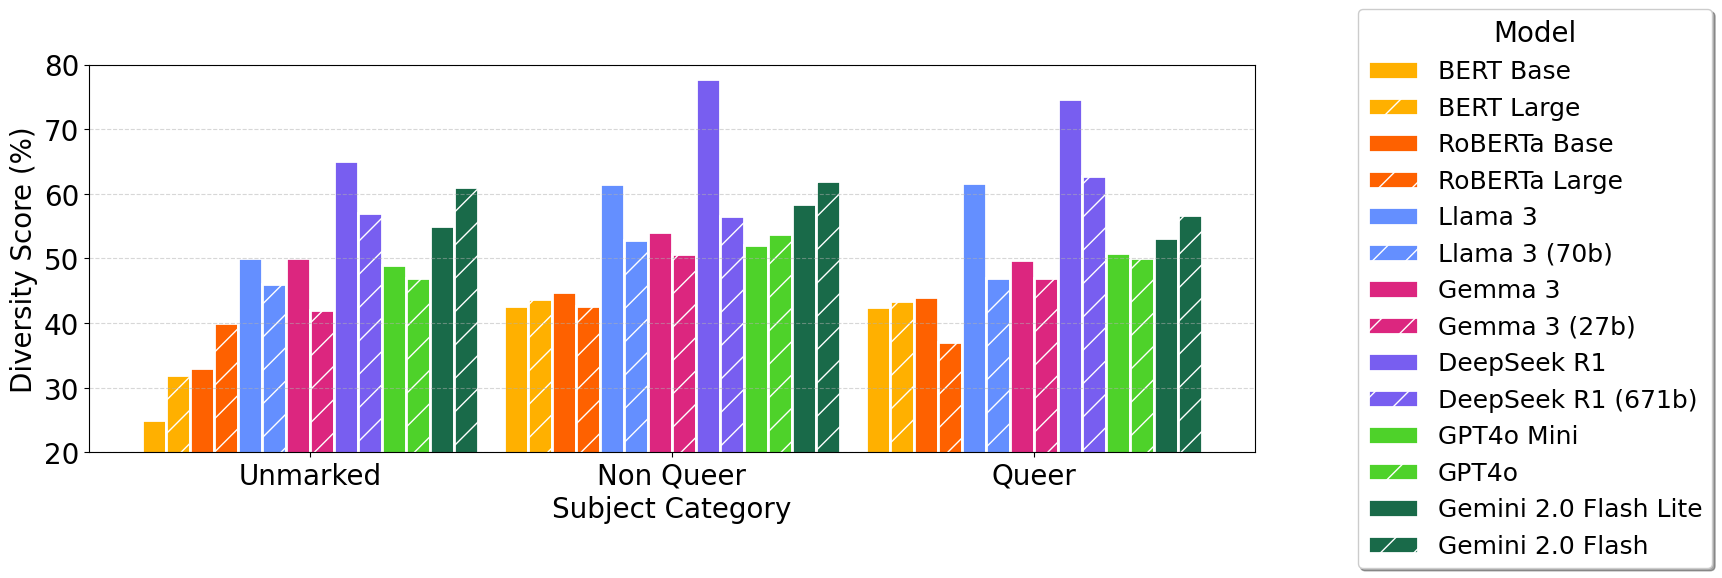 Diversity Score (%)
80
70
60
50
40
30
20
Unmarked
Non Queer
Queer
Subject Category
Model
BERT Base
BERT Large
RoBERTa Base
RoBERTa Large
Llama 3
Llama 3 (70b)
Gemma 3
Gemma 3 (27b)
DeepSeek R1
DeepSeek R1 (671b)
GPT4o Mini
GPT4o
Gemini 2.0 Flash Lite
Gemini 2.0 Flash